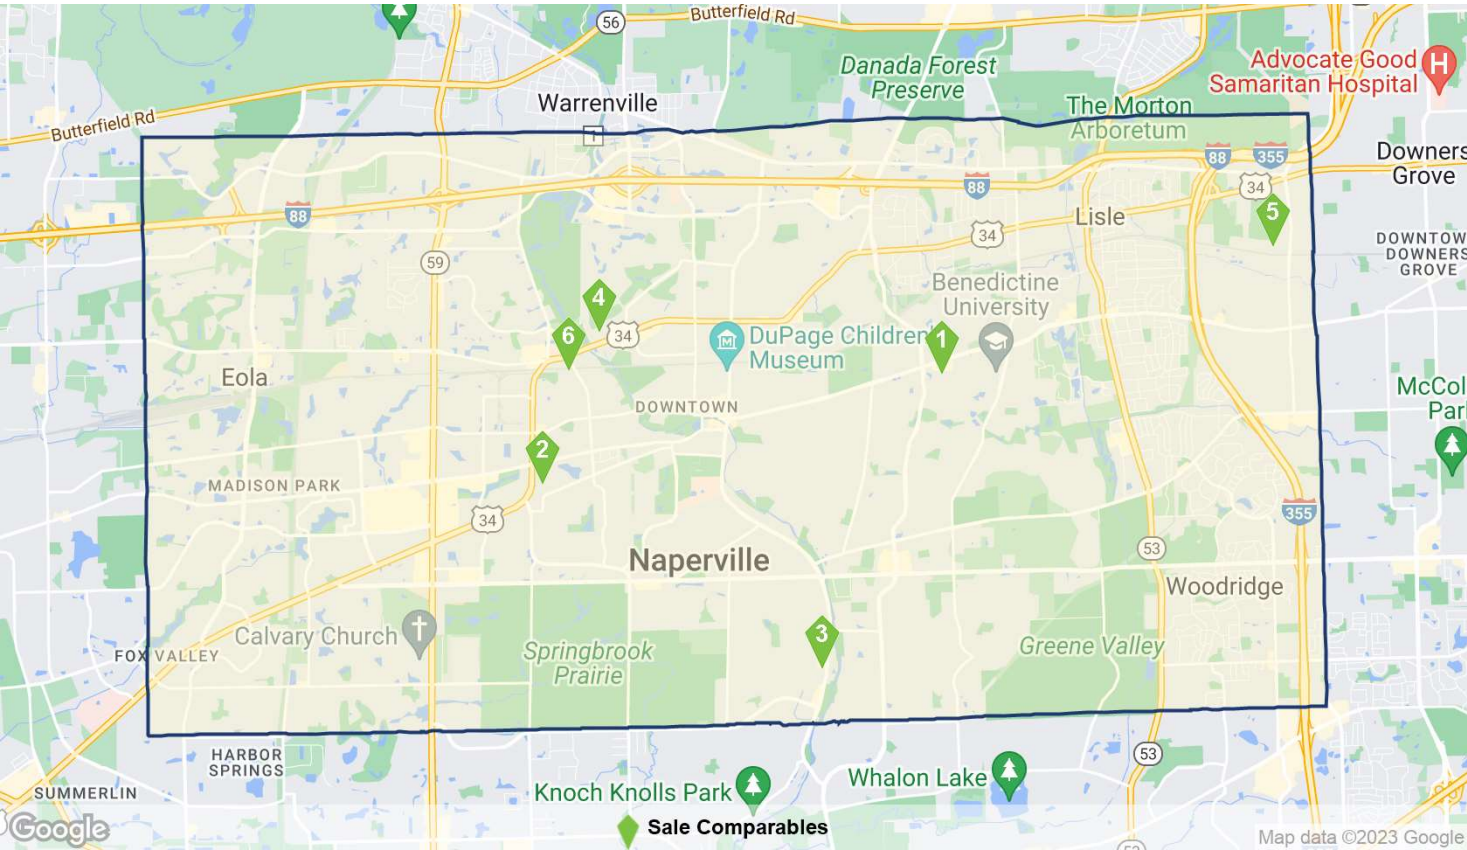 Butterfield Rd
56
Danada Forest
Preserve
Advocate Good
Samaritan Hospital
H
Warrenville
The Morton
Arboretum
Butterfield Rd
1
Downers
Grove
88
355
88
34
88
Lisle
5
34
DOWNTOW
DOWNERS
GROVE
59
Benedictine
University
4
6
34
M
DuPage Children'
Museum
1
Eola
DOWNTOWN
McCol
Park
2
MADISON PARK
34
355
53
Naperville
Woodridge
Calvary Church
3
Springbrook
Prairie
Greene Valley
FOX VALLEY
HARBOR
SPRINGS
53
SUMMERLIN
Knoch Knolls Park
Whalon Lake
Google
Sale Comparables
Map data ©2023 Google